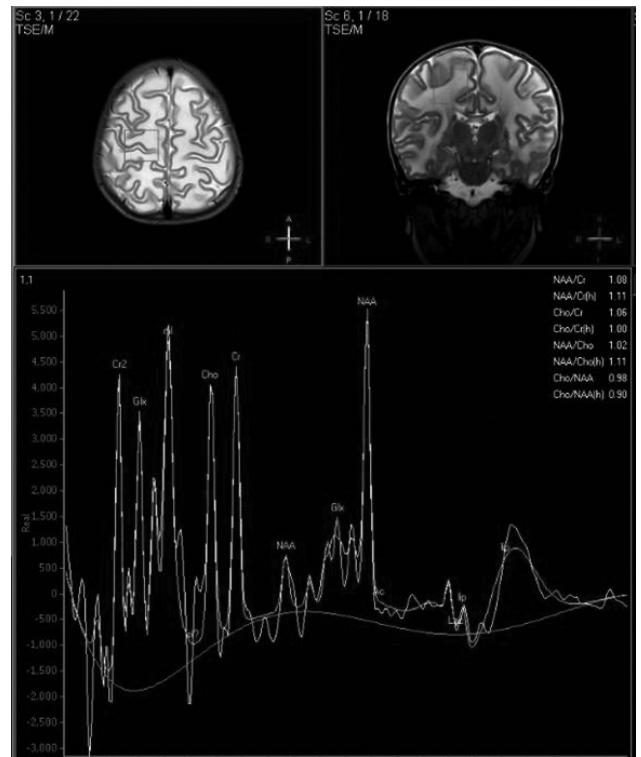 Sc 3, 1 / 22
TSE/M
Sc 6, 1 / 18
TSE/M
A
R
L
P
R
L
1,1
NAA/Cr 1.08
NAA/Cr(h) 1.11
Cho/Cr 1.06
Cho/Cr(h) 1.00
NAA/Cho 1.02
NAA/Cho(h) 1.11
Cho/NAA 0.98
Cho/NAA(h) 0.90
5,500
5,000
4,500
4,000
3,500
3,000
2,500
2,000
1,500
1,000
500
0
-500
-1,000
-1,500
-2,000
-2,500
-3,000
Real
Cr2
Glx
mI
Cho
Cr
NAA
Glx
NAA
lip